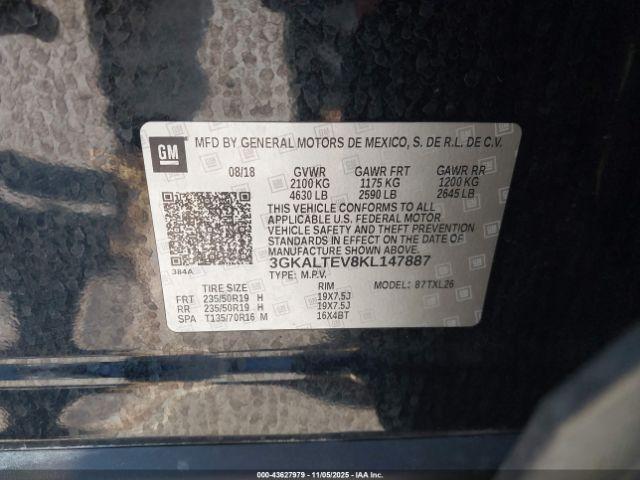 GM
MFD BY GENERAL MOTORS DE MEXICO, S. DE R.L. DE C.V.
08/18 GVWR GAWR FRT GAWR RR
2100 KG 1175 KG 1200 KG
4630 LB 2590 LB 2645 LB
THIS VEHICLE CONFORMS TO ALL
APPLICABLE U.S. FEDERAL MOTOR
VEHICLE SAFETY AND THEFT
PREVENTION STANDARDS IN
EFFECT ON THE DATE OF
MANUFACTURE SHOWN ABOVE.
3GKALTEV8KL147887
384A
TYPE: M.P.V. MODEL: 87TXL26
TIRE SIZE RIM
FRT 235/50R19 H 19X7.5J
RR 235/50R19 H 19X7.5J
SPA T135/70R16 M 16X4BT
000-43627979 - 11/05/2025 - IAAI.com